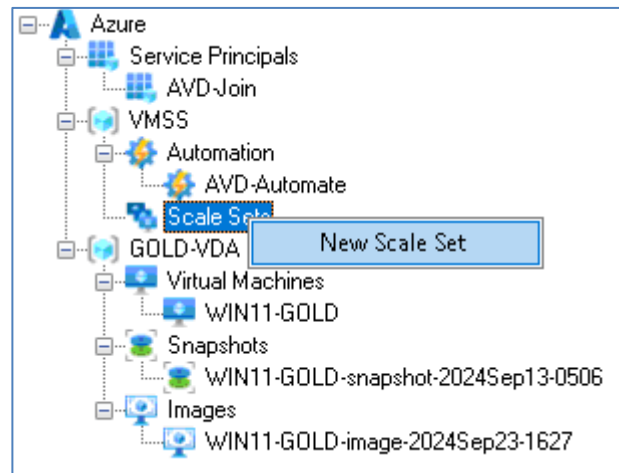 Azure
Service Principals
AVD-Join
VMSS
Automation
AVD-Automate
Scale Sets
New Scale Set
GOLD-VDA
Virtual Machines
WIN11-GOLD
Snapshots
WIN11-GOLD-snapshot-2024Sep13-0506
Images
WIN11-GOLD-image-2024Sep23-1627